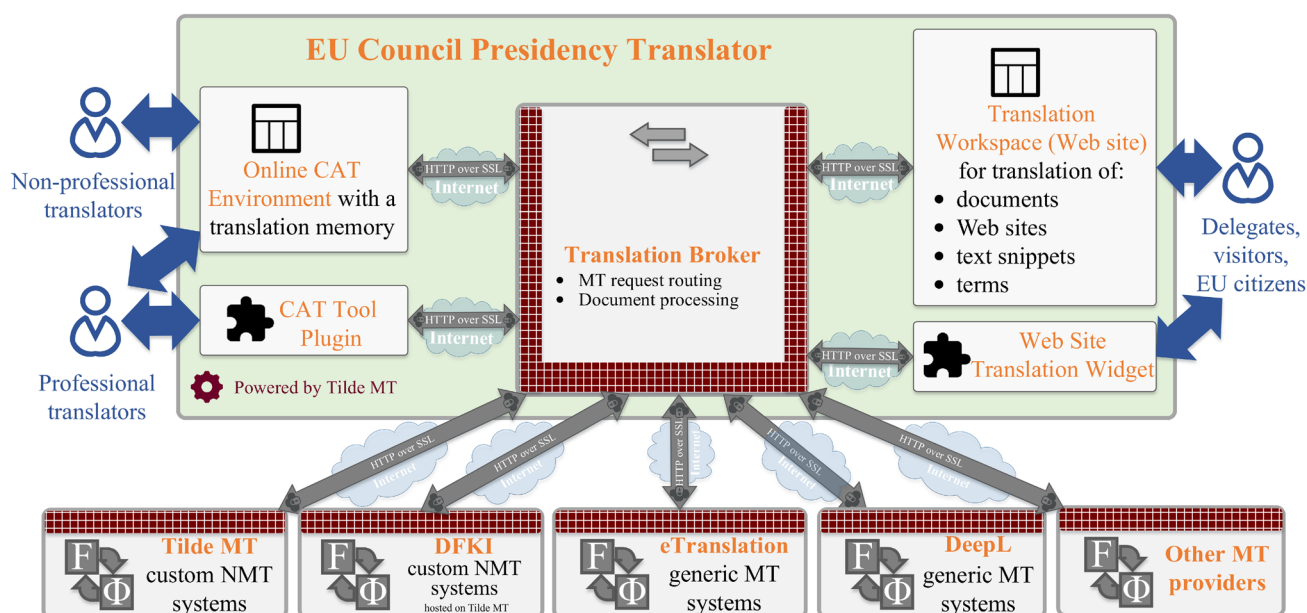 EU Council Presidency Translator
Non-professional
translators
Professional
translators
Online CAT
Environment with a
translation memory
CAT Tool
Plugin
Powered by Tilde MT
HTTP over SSL
Internet
HTTP over SSL
Internet
Translation Broker
• MT request routing
• Document processing
HTTP over SSL
Internet
HTTP over SSL
Internet
Translation
Workspace (Web site)
for translation of:
• documents
• Web sites
• text snippets
• terms
Web Site
Translation Widget
Delegates,
visitors,
EU citizens
HTTP over SSL
Internet
HTTP over SSL
Internet
HTTP over SSL
Internet
HTTP over SSL
Internet
HTTP over SSL
Internet
F
Φ
Tilde MT
custom NMT
systems
F
Φ
DFKI
custom NMT
systems
hosted on Tilde MT
F
Φ
eTranslation
generic MT
systems
F
Φ
DeepL
generic MT
systems
F
Φ
Other MT
providers